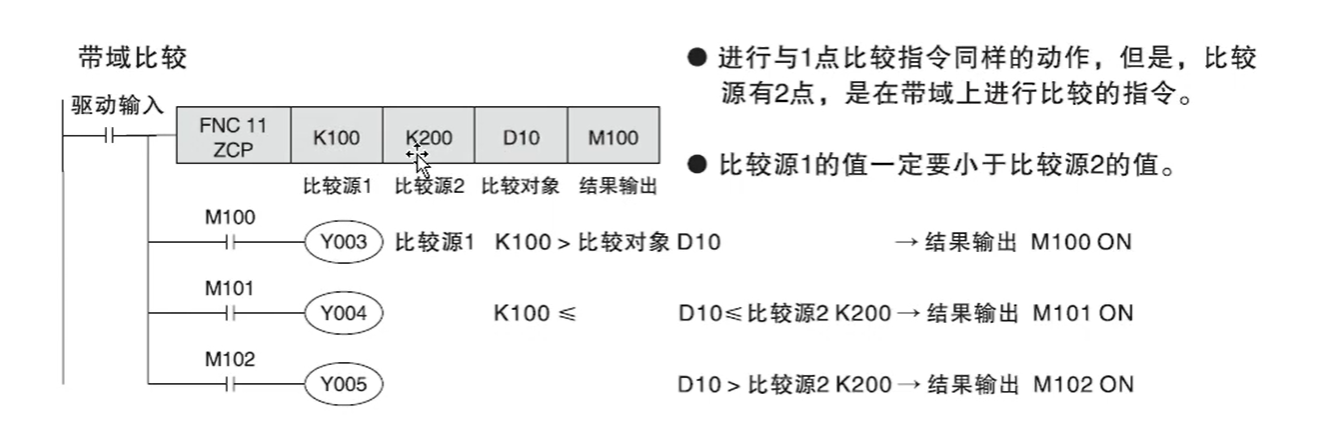 带域比较
● 进行与1点比较指令同样的动作，但是，比较
源有2点，是在带域上进行比较的指令。
驱动输入
FNC 11
ZCP
K100
K200
D10
M100
● 比较源1的值一定要小于比较源2的值。
比较源1 比较源2 比较对象 结果输出
M100
Y003 比较源1 K100 > 比较对象 D10 → 结果输出 M100 ON
M101
Y004 K100 ≤ D10≤比较源2 K200 → 结果输出 M101 ON
M102
Y005 D10 > 比较源2 K200 → 结果输出 M102 ON